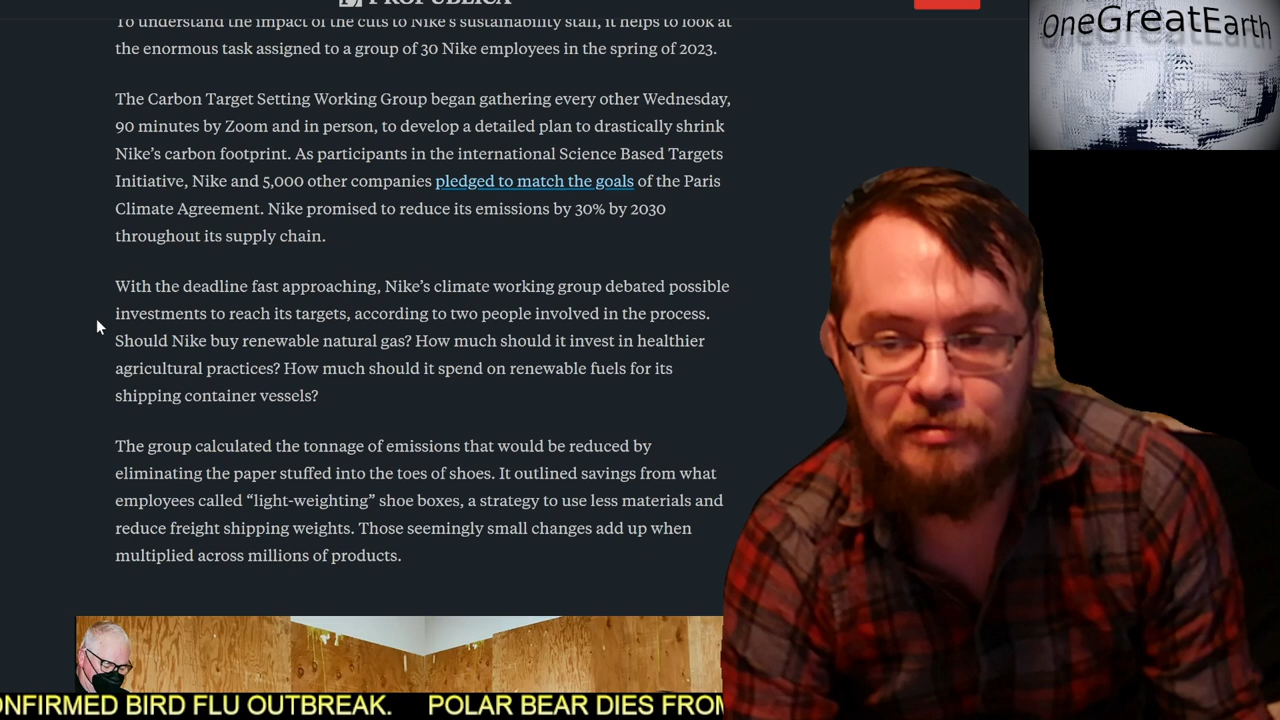 PROPUBLICA
To understand the impact of the cuts to Nike's sustainability staff, it helps to look at
the enormous task assigned to a group of 30 Nike employees in the spring of 2023.
The Carbon Target Setting Working Group began gathering every other Wednesday,
90 minutes by Zoom and in person, to develop a detailed plan to drastically shrink
Nike’s carbon footprint. As participants in the international Science Based Targets
Initiative, Nike and 5,000 other companies pledged to match the goals of the Paris
Climate Agreement. Nike promised to reduce its emissions by 30% by 2030
throughout its supply chain.
With the deadline fast approaching, Nike’s climate working group debated possible
investments to reach its targets, according to two people involved in the process.
Should Nike buy renewable natural gas? How much should it invest in healthier
agricultural practices? How much should it spend on renewable fuels for its
shipping container vessels?
The group calculated the tonnage of emissions that would be reduced by
eliminating the paper stuffed into the toes of shoes. It outlined savings from what
employees called “light-weighting” shoe boxes, a strategy to use less materials and
reduce freight shipping weights. Those seemingly small changes add up when
multiplied across millions of products.
OneGreatEarth
ONFIRMED BIRD FLU OUTBREAK. POLAR BEAR DIES FROM